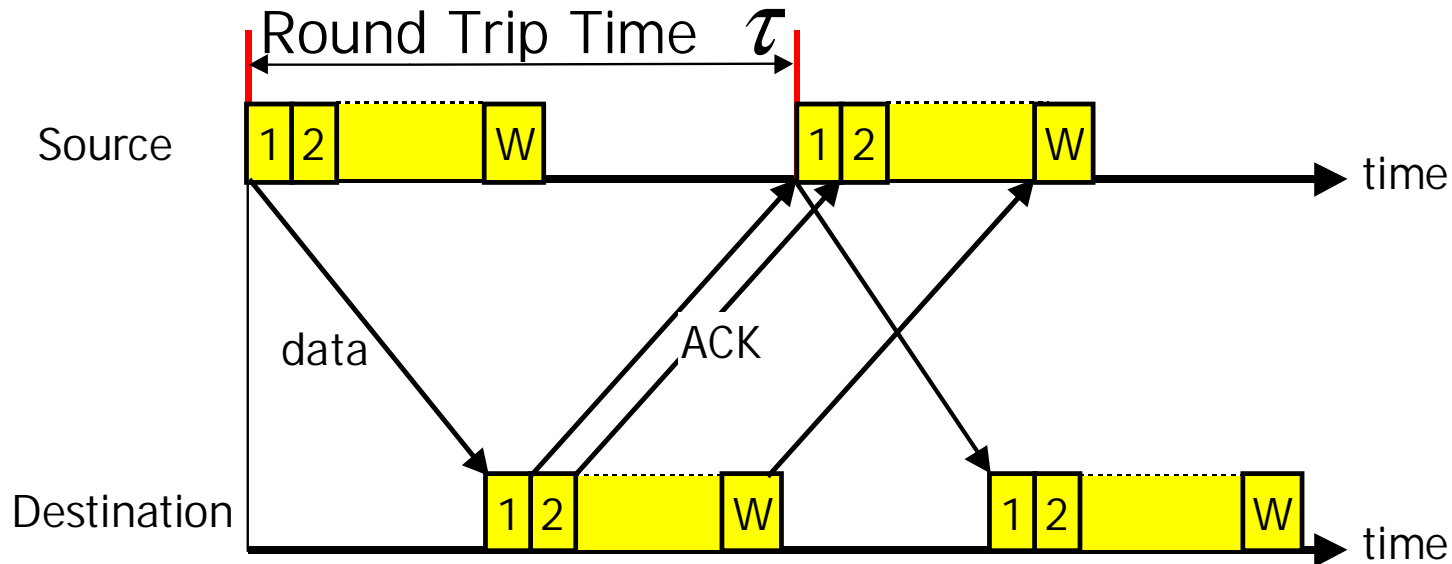 Round Trip Time τ
Source
1 2 W
1 2 W
time
data
ACK
Destination
1 2 W
1 2 W
time